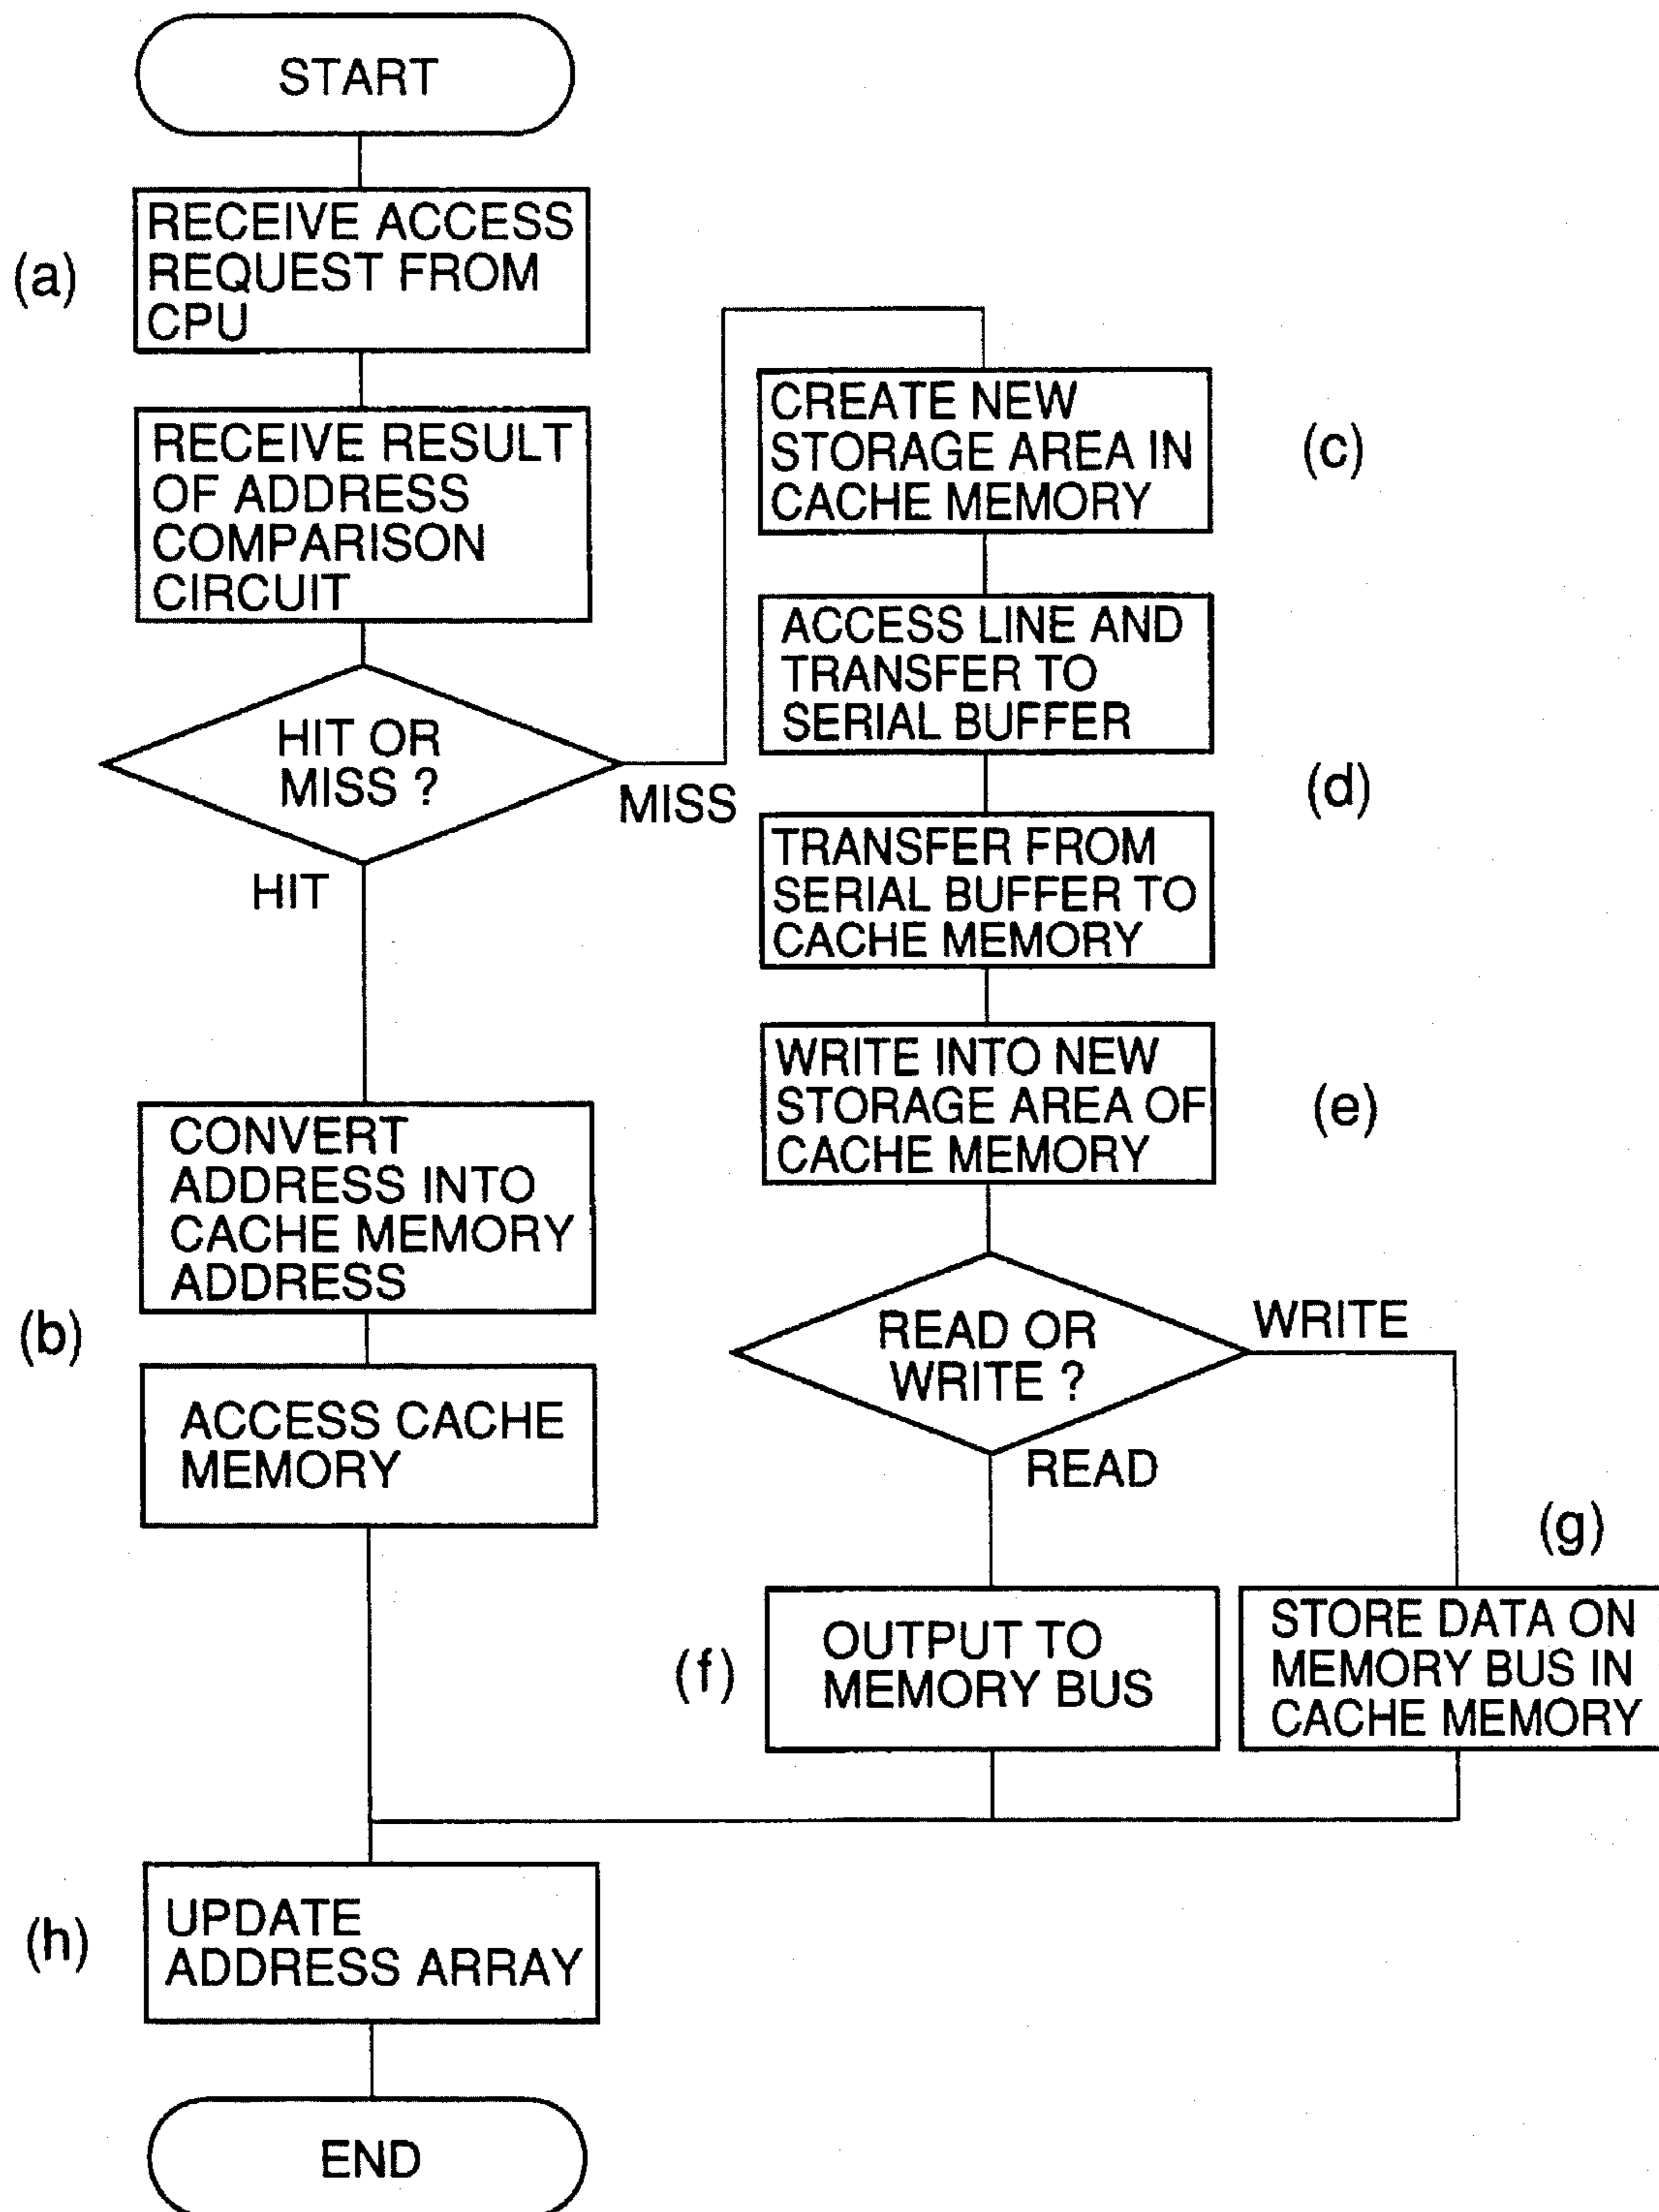 START
(a)
RECEIVE ACCESS
REQUEST FROM
CPU
RECEIVE RESULT
OF ADDRESS
COMPARISON
CIRCUIT
HIT OR
MISS ?
MISS
HIT
CONVERT
ADDRESS INTO
CACHE MEMORY
ADDRESS
(b)
ACCESS CACHE
MEMORY
CREATE NEW
STORAGE AREA IN
CACHE MEMORY
(c)
ACCESS LINE AND
TRANSFER TO
SERIAL BUFFER
(d)
TRANSFER FROM
SERIAL BUFFER TO
CACHE MEMORY
WRITE INTO NEW
STORAGE AREA OF
CACHE MEMORY
(e)
READ OR
WRITE ?
WRITE
READ
(f)
OUTPUT TO
MEMORY BUS
(g)
STORE DATA ON
MEMORY BUS IN
CACHE MEMORY
(h)
UPDATE
ADDRESS ARRAY
END